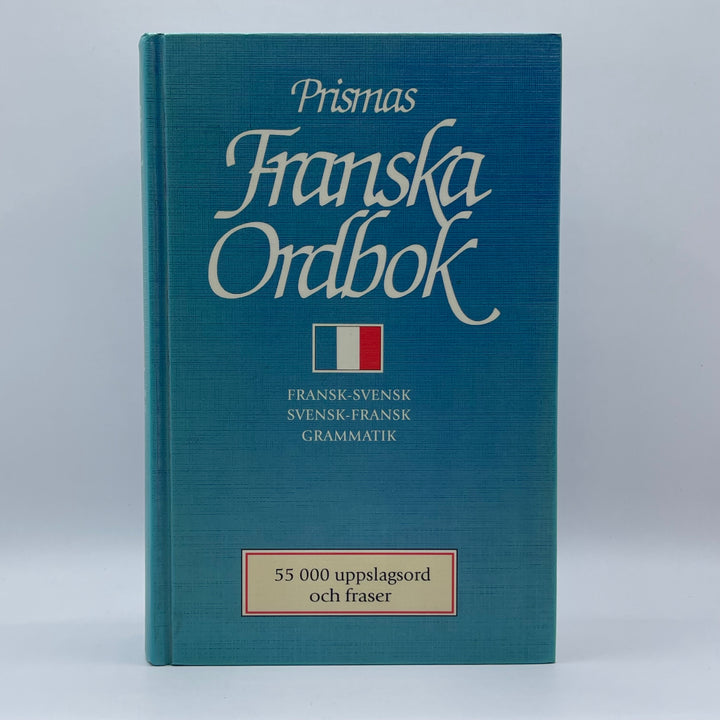 Prismas
Franska
Ordbok
FRANSK-SVENSK
SVENSK-FRANSK
GRAMMATIK
55 000 uppslagsord
och fraser